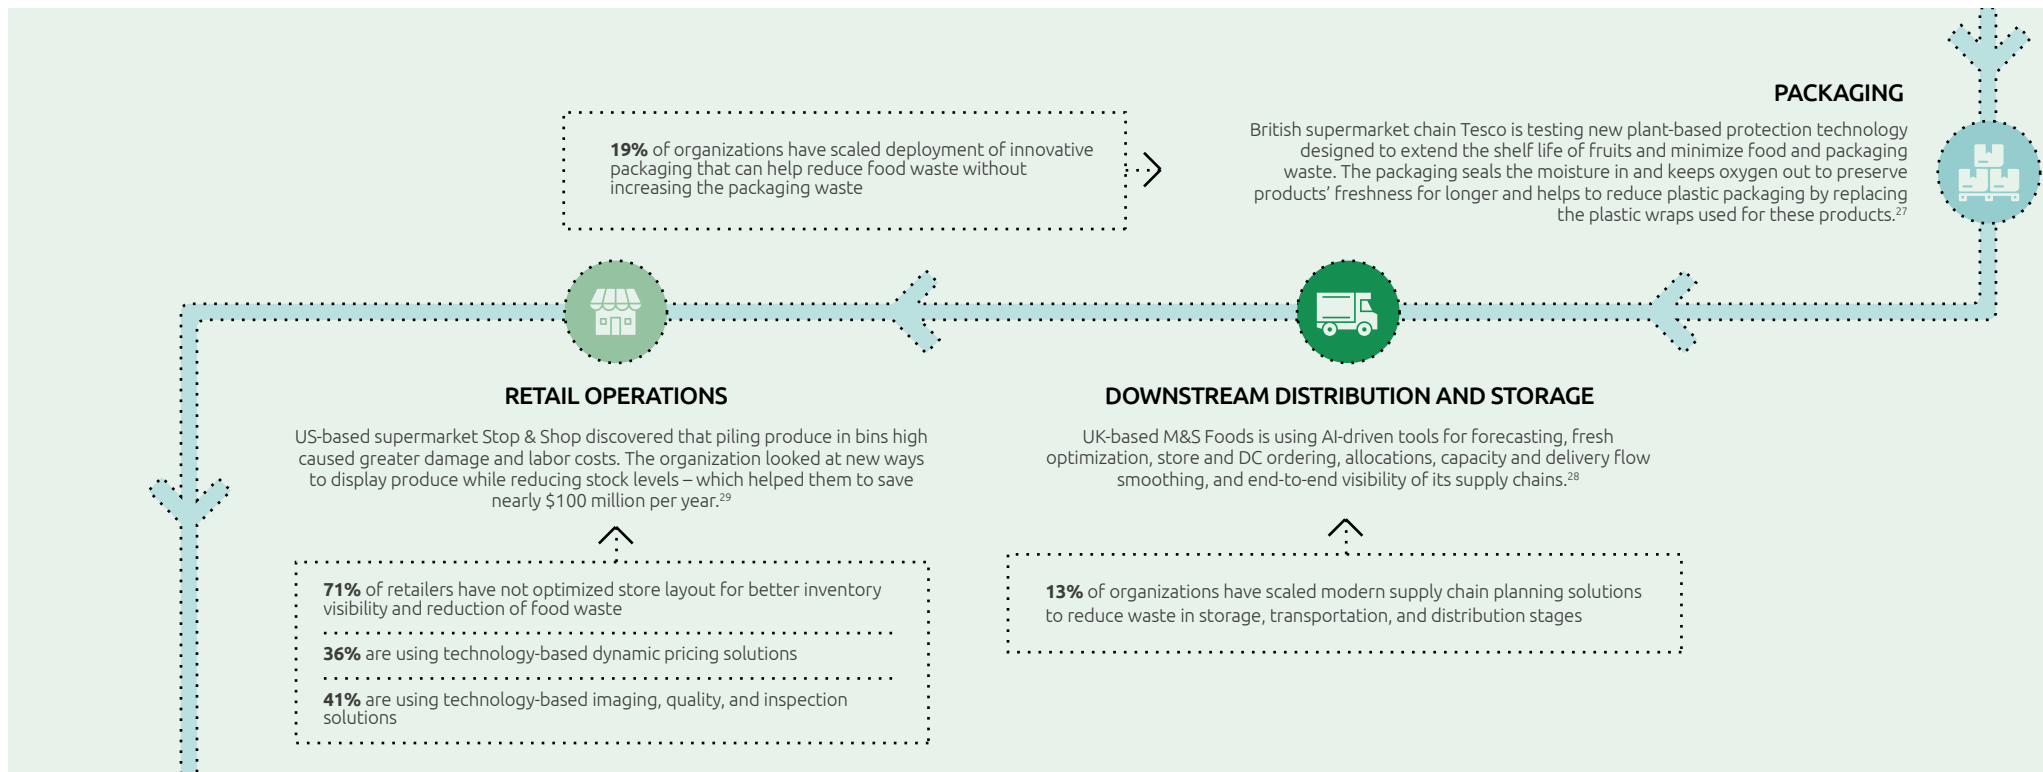 PACKAGING
British supermarket chain Tesco is testing new plant-based protection technology
designed to extend the shelf life of fruits and minimize food and packaging
waste. The packaging seals the moisture in and keeps oxygen out to preserve
products’ freshness for longer and helps to reduce plastic packaging by replacing
the plastic wraps used for these products.27
19% of organizations have scaled deployment of innovative
packaging that can help reduce food waste without
increasing the packaging waste
DOWNSTREAM DISTRIBUTION AND STORAGE
UK-based M&S Foods is using AI-driven tools for forecasting, fresh
optimization, store and DC ordering, allocations, capacity and delivery flow
smoothing, and end-to-end visibility of its supply chains.28
13% of organizations have scaled modern supply chain planning solutions
to reduce waste in storage, transportation, and distribution stages
RETAIL OPERATIONS
US-based supermarket Stop & Shop discovered that piling produce in bins high
caused greater damage and labor costs. The organization looked at new ways
to display produce while reducing stock levels – which helped them to save
nearly $100 million per year.29
71% of retailers have not optimized store layout for better inventory
visibility and reduction of food waste
36% are using technology-based dynamic pricing solutions
41% are using technology-based imaging, quality, and inspection
solutions